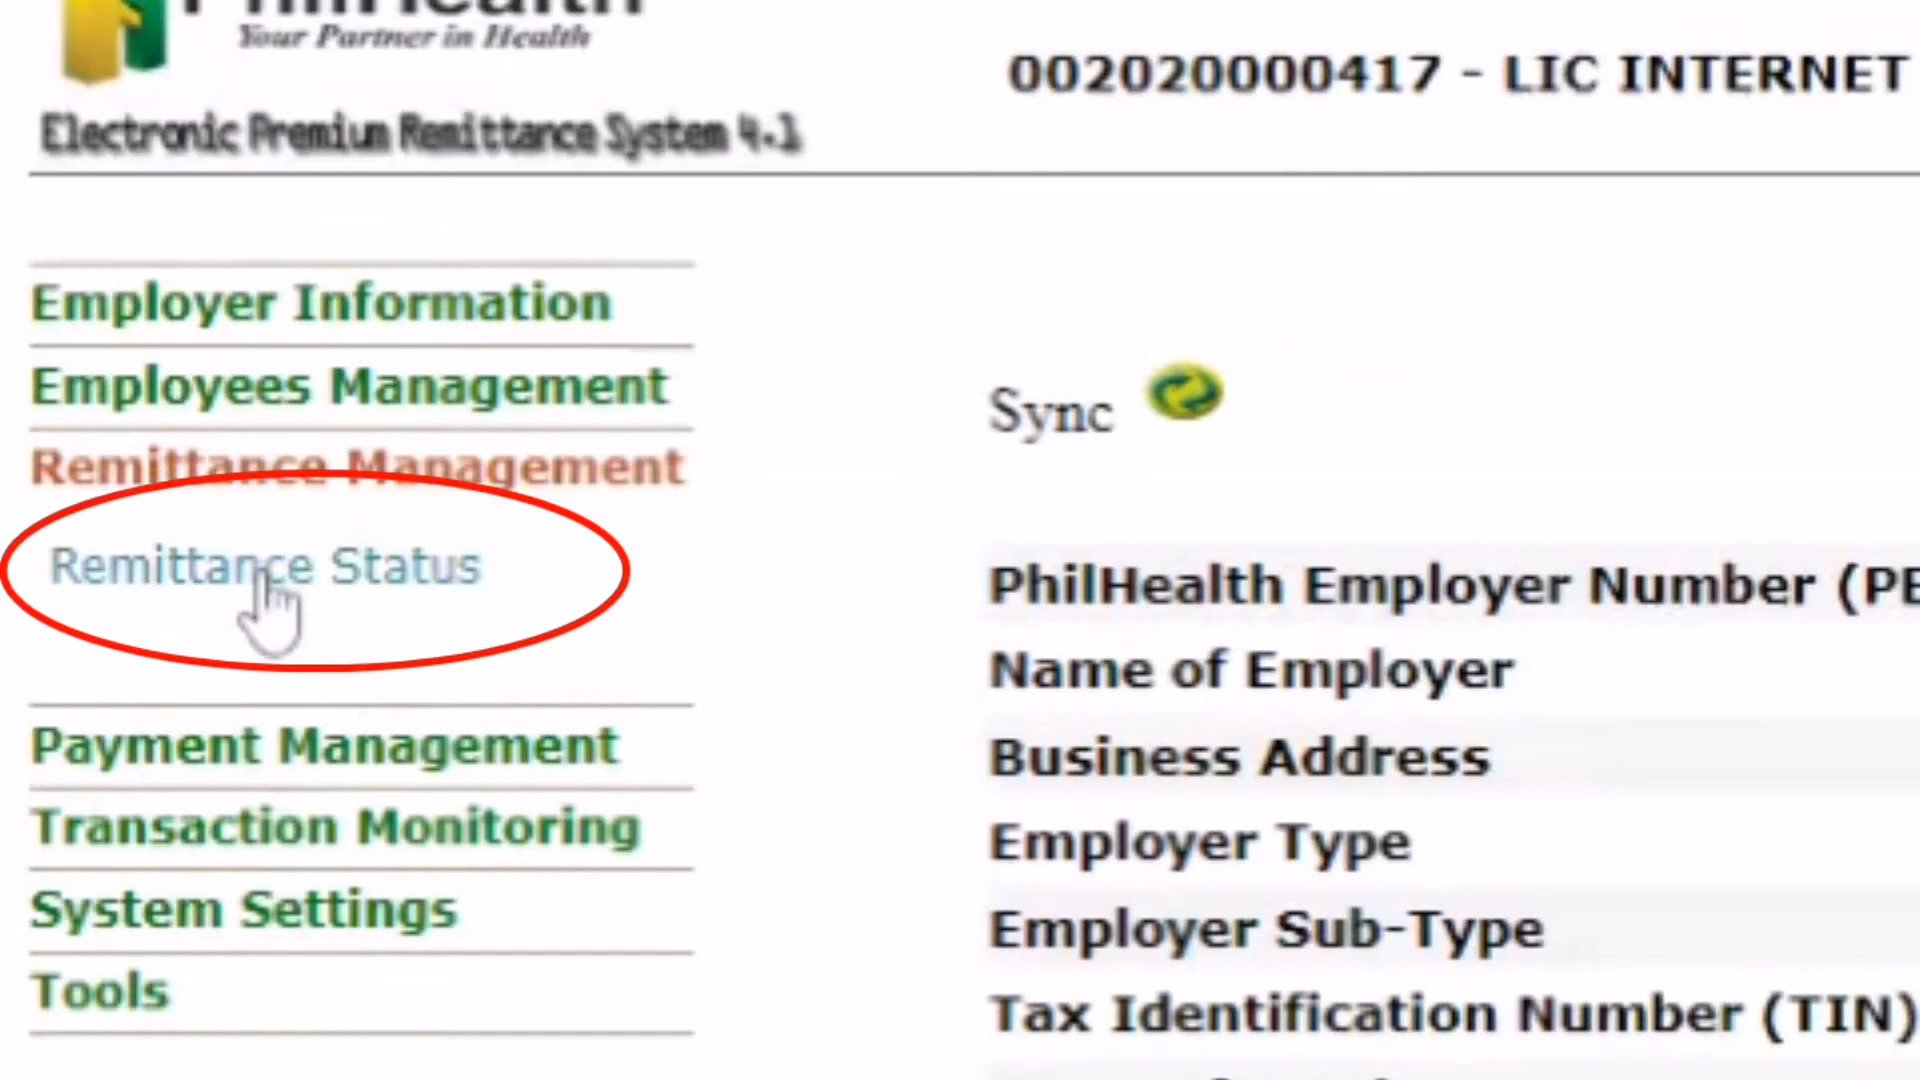 PhilHealth
Your Partner in Health
Electronic Premium Remittance System 4.1
002020000417 - LIC INTERNET
Employer Information
Employees Management
Remittance Management
Remittance Status
Payment Management
Transaction Monitoring
System Settings
Tools
Sync
PhilHealth Employer Number (PE
Name of Employer
Business Address
Employer Type
Employer Sub-Type
Tax Identification Number (TIN)